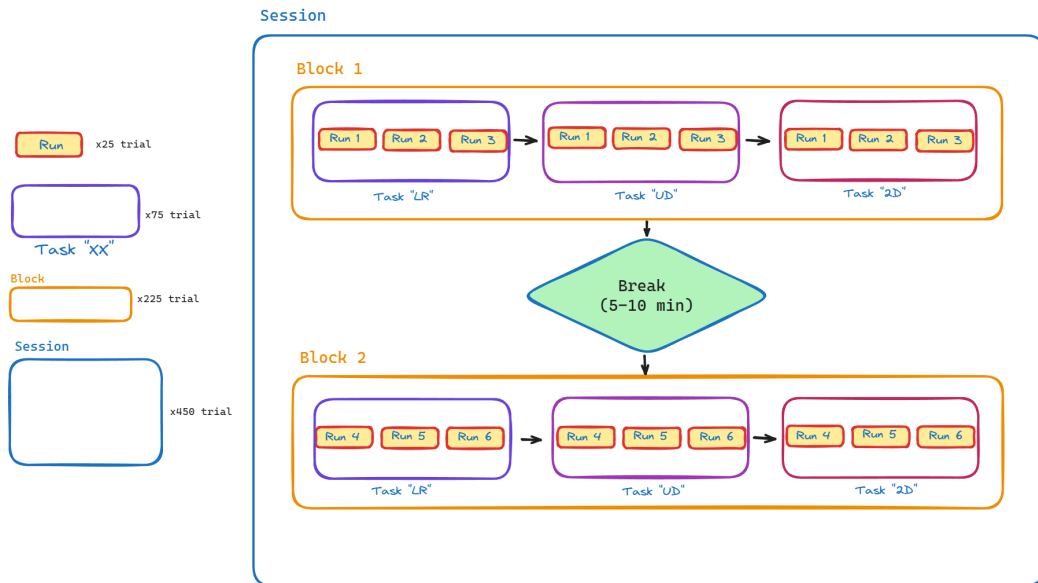 Session
Block 1
Run 1 Run 2 Run 3
Run 1 Run 2 Run 3
Run 1 Run 2 Run 3
Task "LR"
Task "UD"
Task "2D"
Break
(5-10 min)
Block 2
Run 4 Run 5 Run 6
Run 4 Run 5 Run 6
Run 4 Run 5 Run 6
Task "LR"
Task "UD"
Task "2D"
Run
x25 trial
x75 trial
Task "XX"
Block
x225 trial
Session
x450 trial